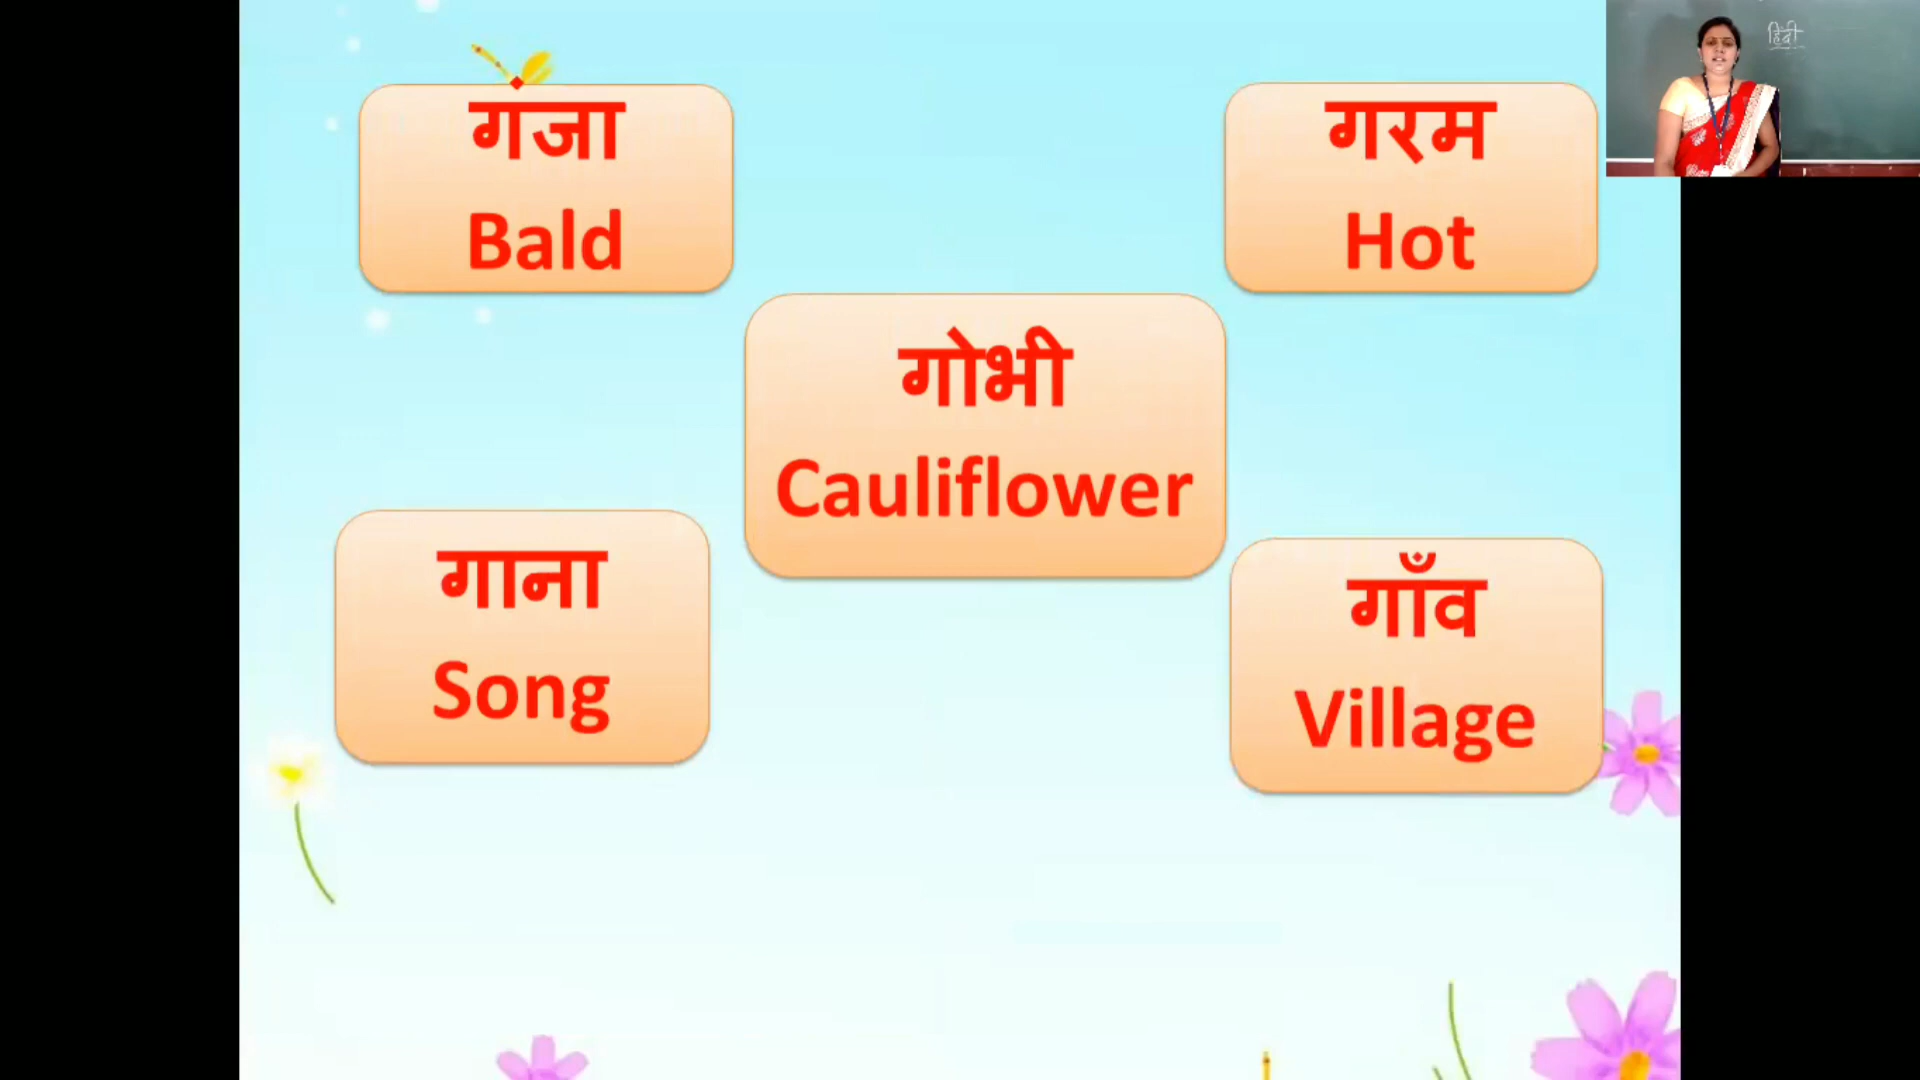 गंजा
Bald
गरम
Hot
हिंदी
गोभी
Cauliflower
गाना
Song
गाँव
Village